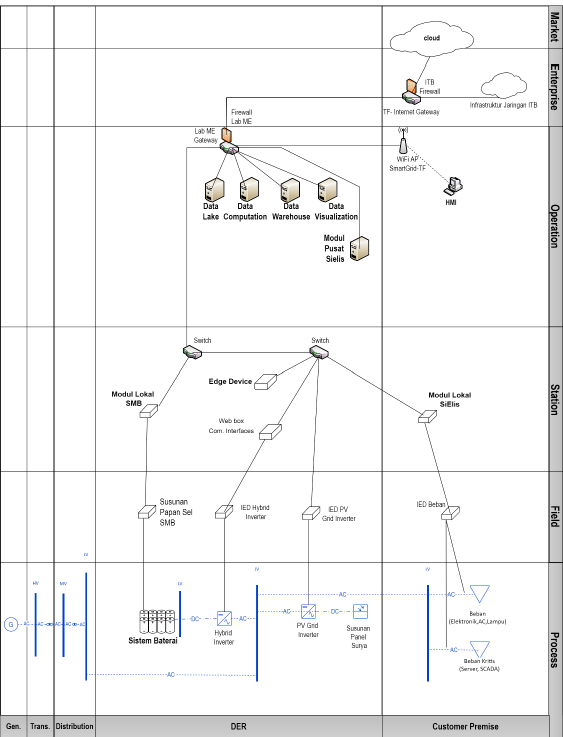 Market
cloud
Enterprise
ITB
Firewall
Infrastruktur Jaringan ITB
TF- Internet Gateway
Firewall
Lab ME
Lab ME
Gateway
WiFi AP
SmartGrid-TF
HMI
Data
Lake
Data
Computation
Data
Warehouse
Data
Visualization
Operation
Modul
Pusat
Sielis
Switch
Switch
Edge Device
Modul Lokal
SMB
Modul Lokal
SiElis
Station
Web box
Com. Interfaces
Susunan
Papan Sel
SMB
IED Hybrid
Inverter
IED PV
Grid Inverter
IED Beban
Field
HV
MV
G
AC
AC
AC
DC
AC
AC
AC
DC
AC
AC
AC
Sistem Baterai
Hybrid
Inverter
PV Grid
Inverter
Susunan
Panel
Surya
Beban
(Elektronik,AC,Lampu)
Beban Kritis
(Server, SCADA)
Process
Gen.
Trans.
Distribution
DER
Customer Premise